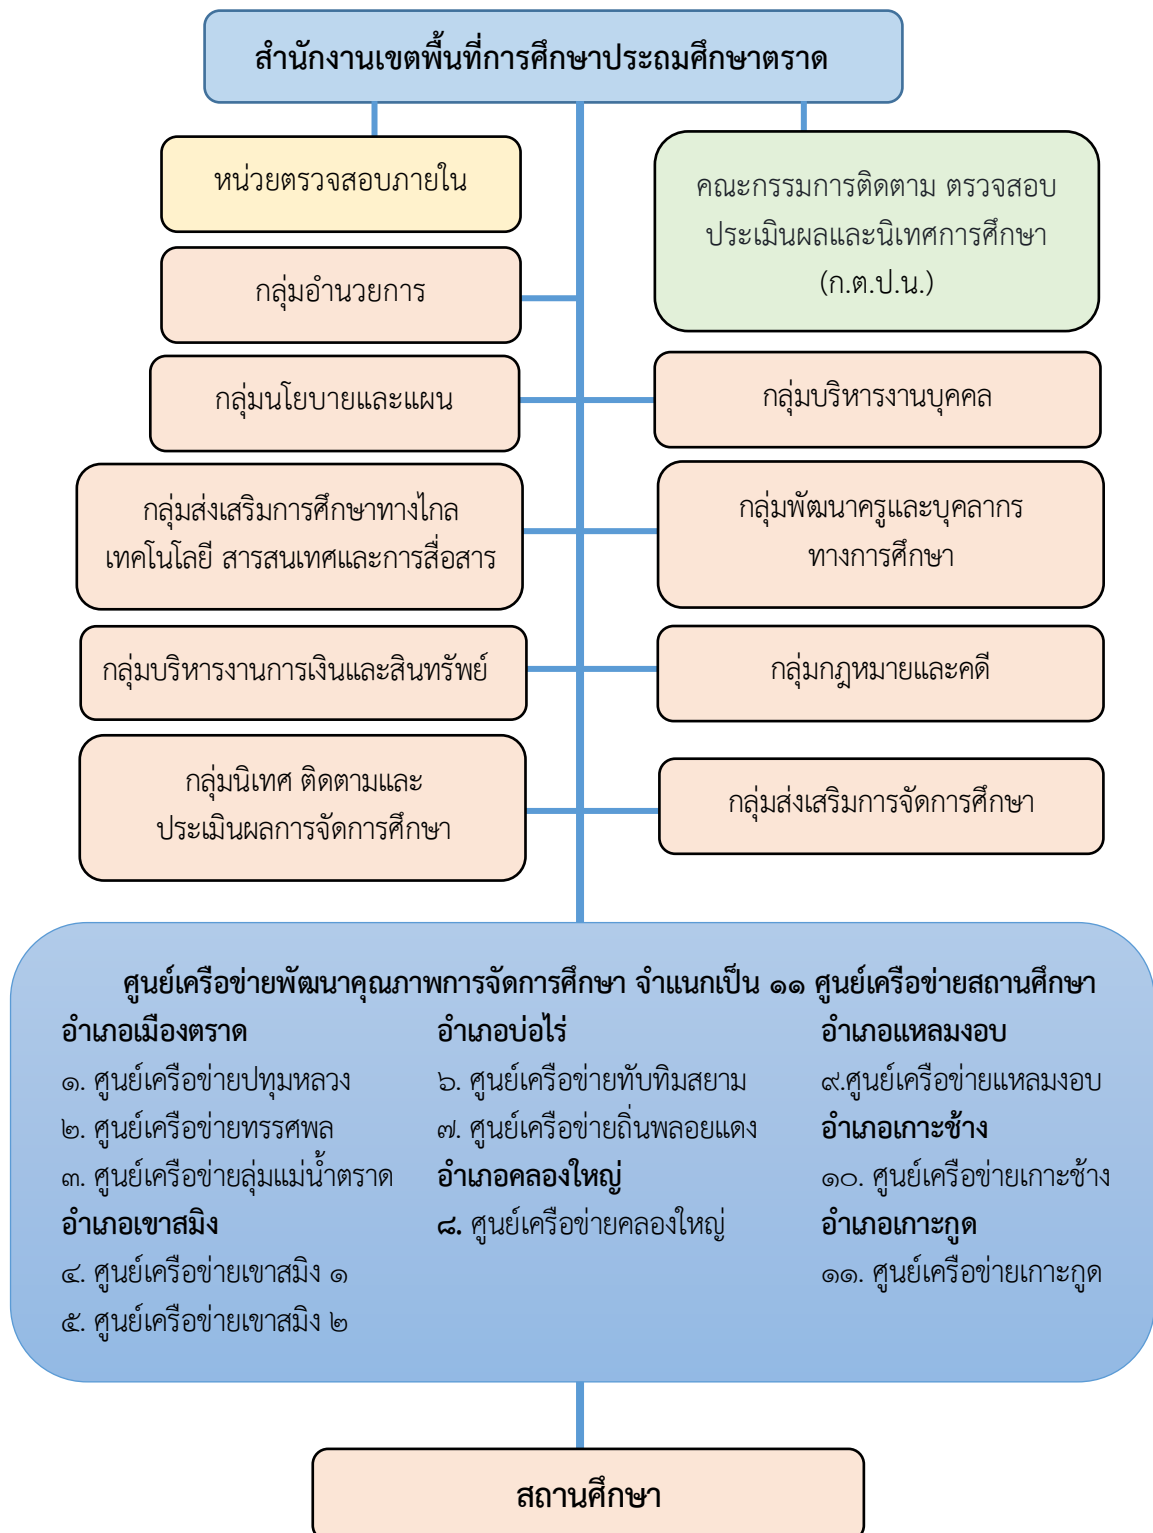 สำนักงานเขตพื้นที่การศึกษาประถมศึกษาตราด
หน่วยตรวจสอบภายใน
คณะกรรมการติดตาม ตรวจสอบ
ประเมินผลและนิเทศการศึกษา
(ก.ต.ป.น.)
กลุ่มอำนวยการ
กลุ่มนโยบายและแผน
กลุ่มบริหารงานบุคคล
กลุ่มส่งเสริมการศึกษาทางไกล
เทคโนโลยี สารสนเทศและการสื่อสาร
กลุ่มพัฒนาครูและบุคลากร
ทางการศึกษา
กลุ่มบริหารงานการเงินและสินทรัพย์
กลุ่มกฎหมายและคดี
กลุ่มนิเทศ ติดตามและ
ประเมินผลการจัดการศึกษา
กลุ่มส่งเสริมการจัดการศึกษา
ศูนย์เครือข่ายพัฒนาคุณภาพการจัดการศึกษา จำแนกเป็น ๑๑ ศูนย์เครือข่ายสถานศึกษา
อำเภอเมืองตราด
๑. ศูนย์เครือข่ายปทุมหลวง
๒. ศูนย์เครือข่ายทรรศพล
๓. ศูนย์เครือข่ายลุ่มแม่น้ำตราด
อำเภอเขาสมิง
๔. ศูนย์เครือข่ายเขาสมิง ๑
๕. ศูนย์เครือข่ายเขาสมิง ๒
อำเภอบ่อไร่
๖. ศูนย์เครือข่ายทับทิมสยาม
๗. ศูนย์เครือข่ายถิ่นพลอยแดง
อำเภอคลองใหญ่
๘. ศูนย์เครือข่ายคลองใหญ่
อำเภอแหลมงอบ
๙.ศูนย์เครือข่ายแหลมงอบ
อำเภอเกาะช้าง
๑๐. ศูนย์เครือข่ายเกาะช้าง
อำเภอเกาะกูด
๑๑. ศูนย์เครือข่ายเกาะกูด
สถานศึกษา